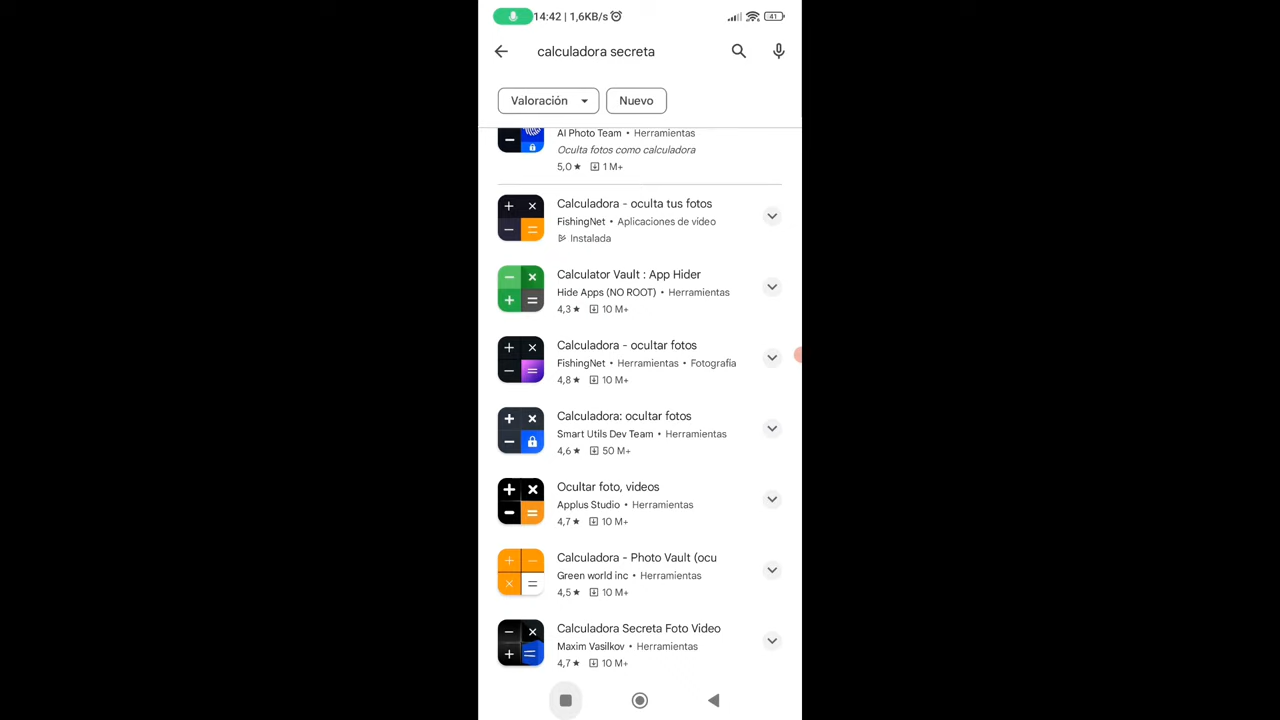 14:42 | 1,6KB/s 41
calculadora secreta
Valoración Nuevo
AI Photo Team • Herramientas
Oculta fotos como calculadora
5,0 ★ 1 M+
Calculadora - oculta tus fotos
FishingNet • Aplicaciones de vídeo
Instalada
Calculator Vault : App Hider
Hide Apps (NO ROOT) • Herramientas
4,3 ★ 10 M+
Calculadora - ocultar fotos
FishingNet • Herramientas • Fotografía
4,8 ★ 10 M+
Calculadora: ocultar fotos
Smart Utils Dev Team • Herramientas
4,6 ★ 50 M+
Ocultar foto, videos
Applus Studio • Herramientas
4,7 ★ 10 M+
Calculadora - Photo Vault (ocu
Green world inc • Herramientas
4,5 ★ 10 M+
Calculadora Secreta Foto Video
Maxim Vasilkov • Herramientas
4,7 ★ 10 M+